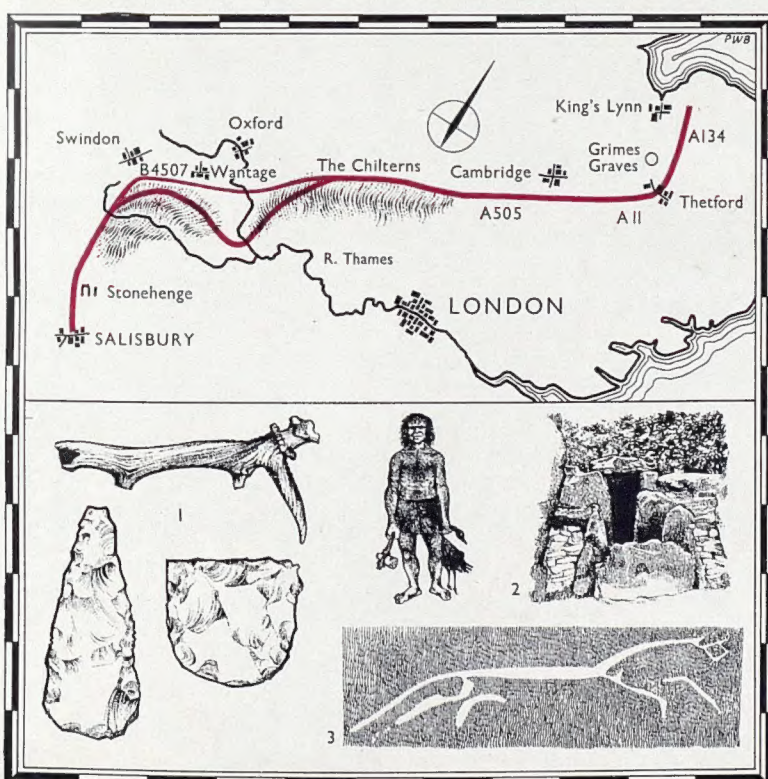 PWB
King's Lynn
A134
Oxford
Swindon
Grimes
Graves
B4507
Wantage
The Chilterns
Cambridge
Thetford
A505
A11
R. Thames
Stonehenge
LONDON
SALISBURY
1
2
3